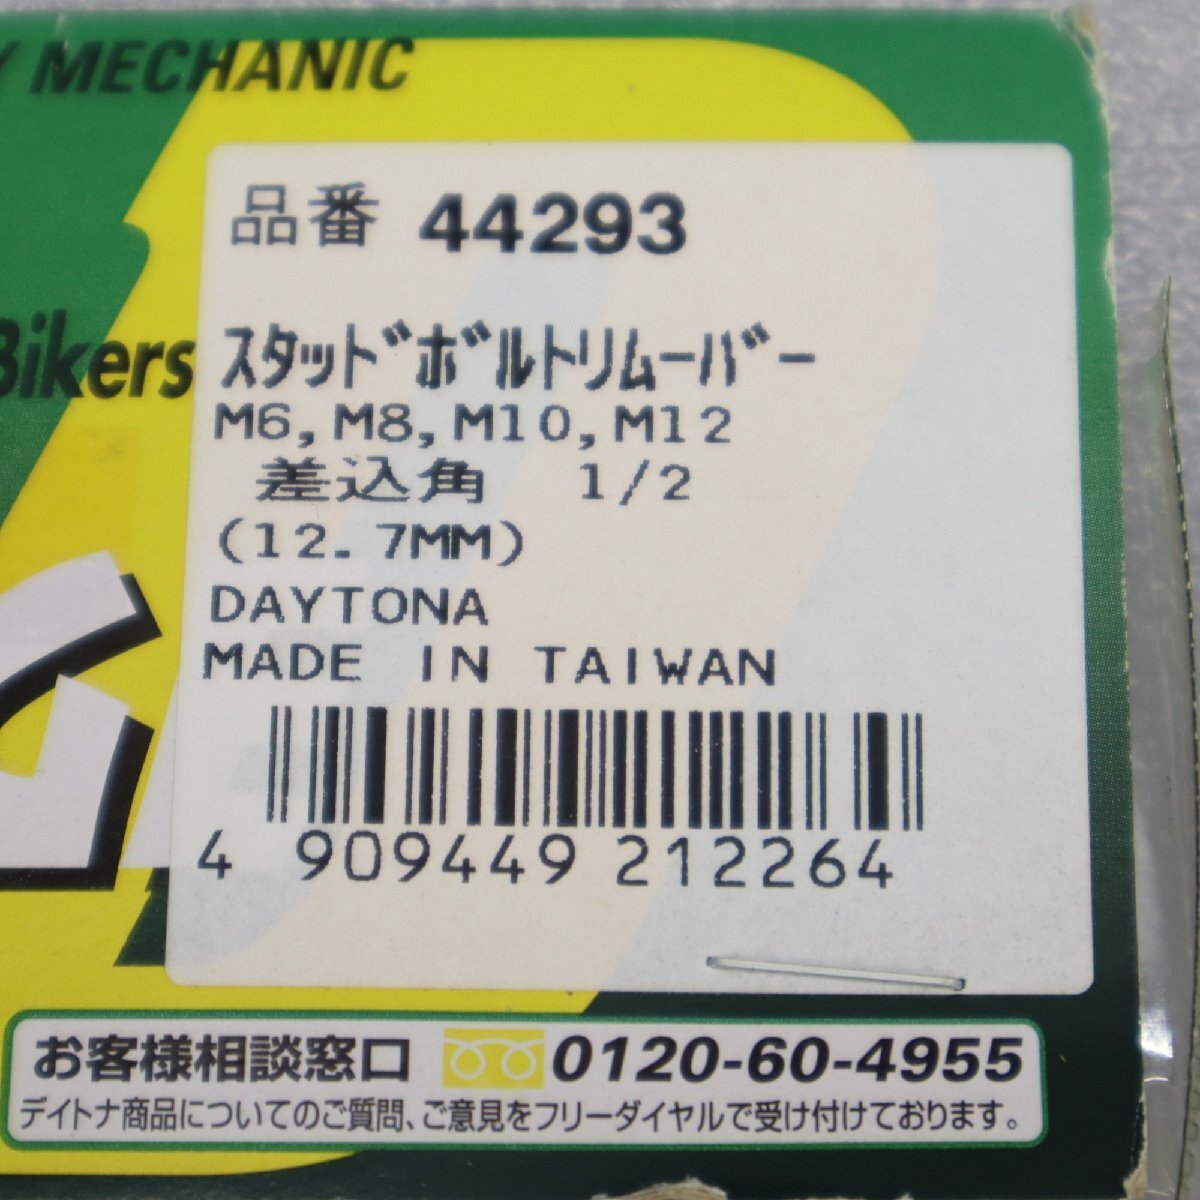 Y MECHANIC
Bikers
品番 44293
スタッドボルトリムーバー
M6,M8,M10,M12
差込角 1/2
(12.7MM)
DAYTONA
MADE IN TAIWAN
4 909449 212264
お客様相談窓口 0120-60-4955
デイトナ商品についてのご質問、ご意見をフリーダイヤルで受け付けております。